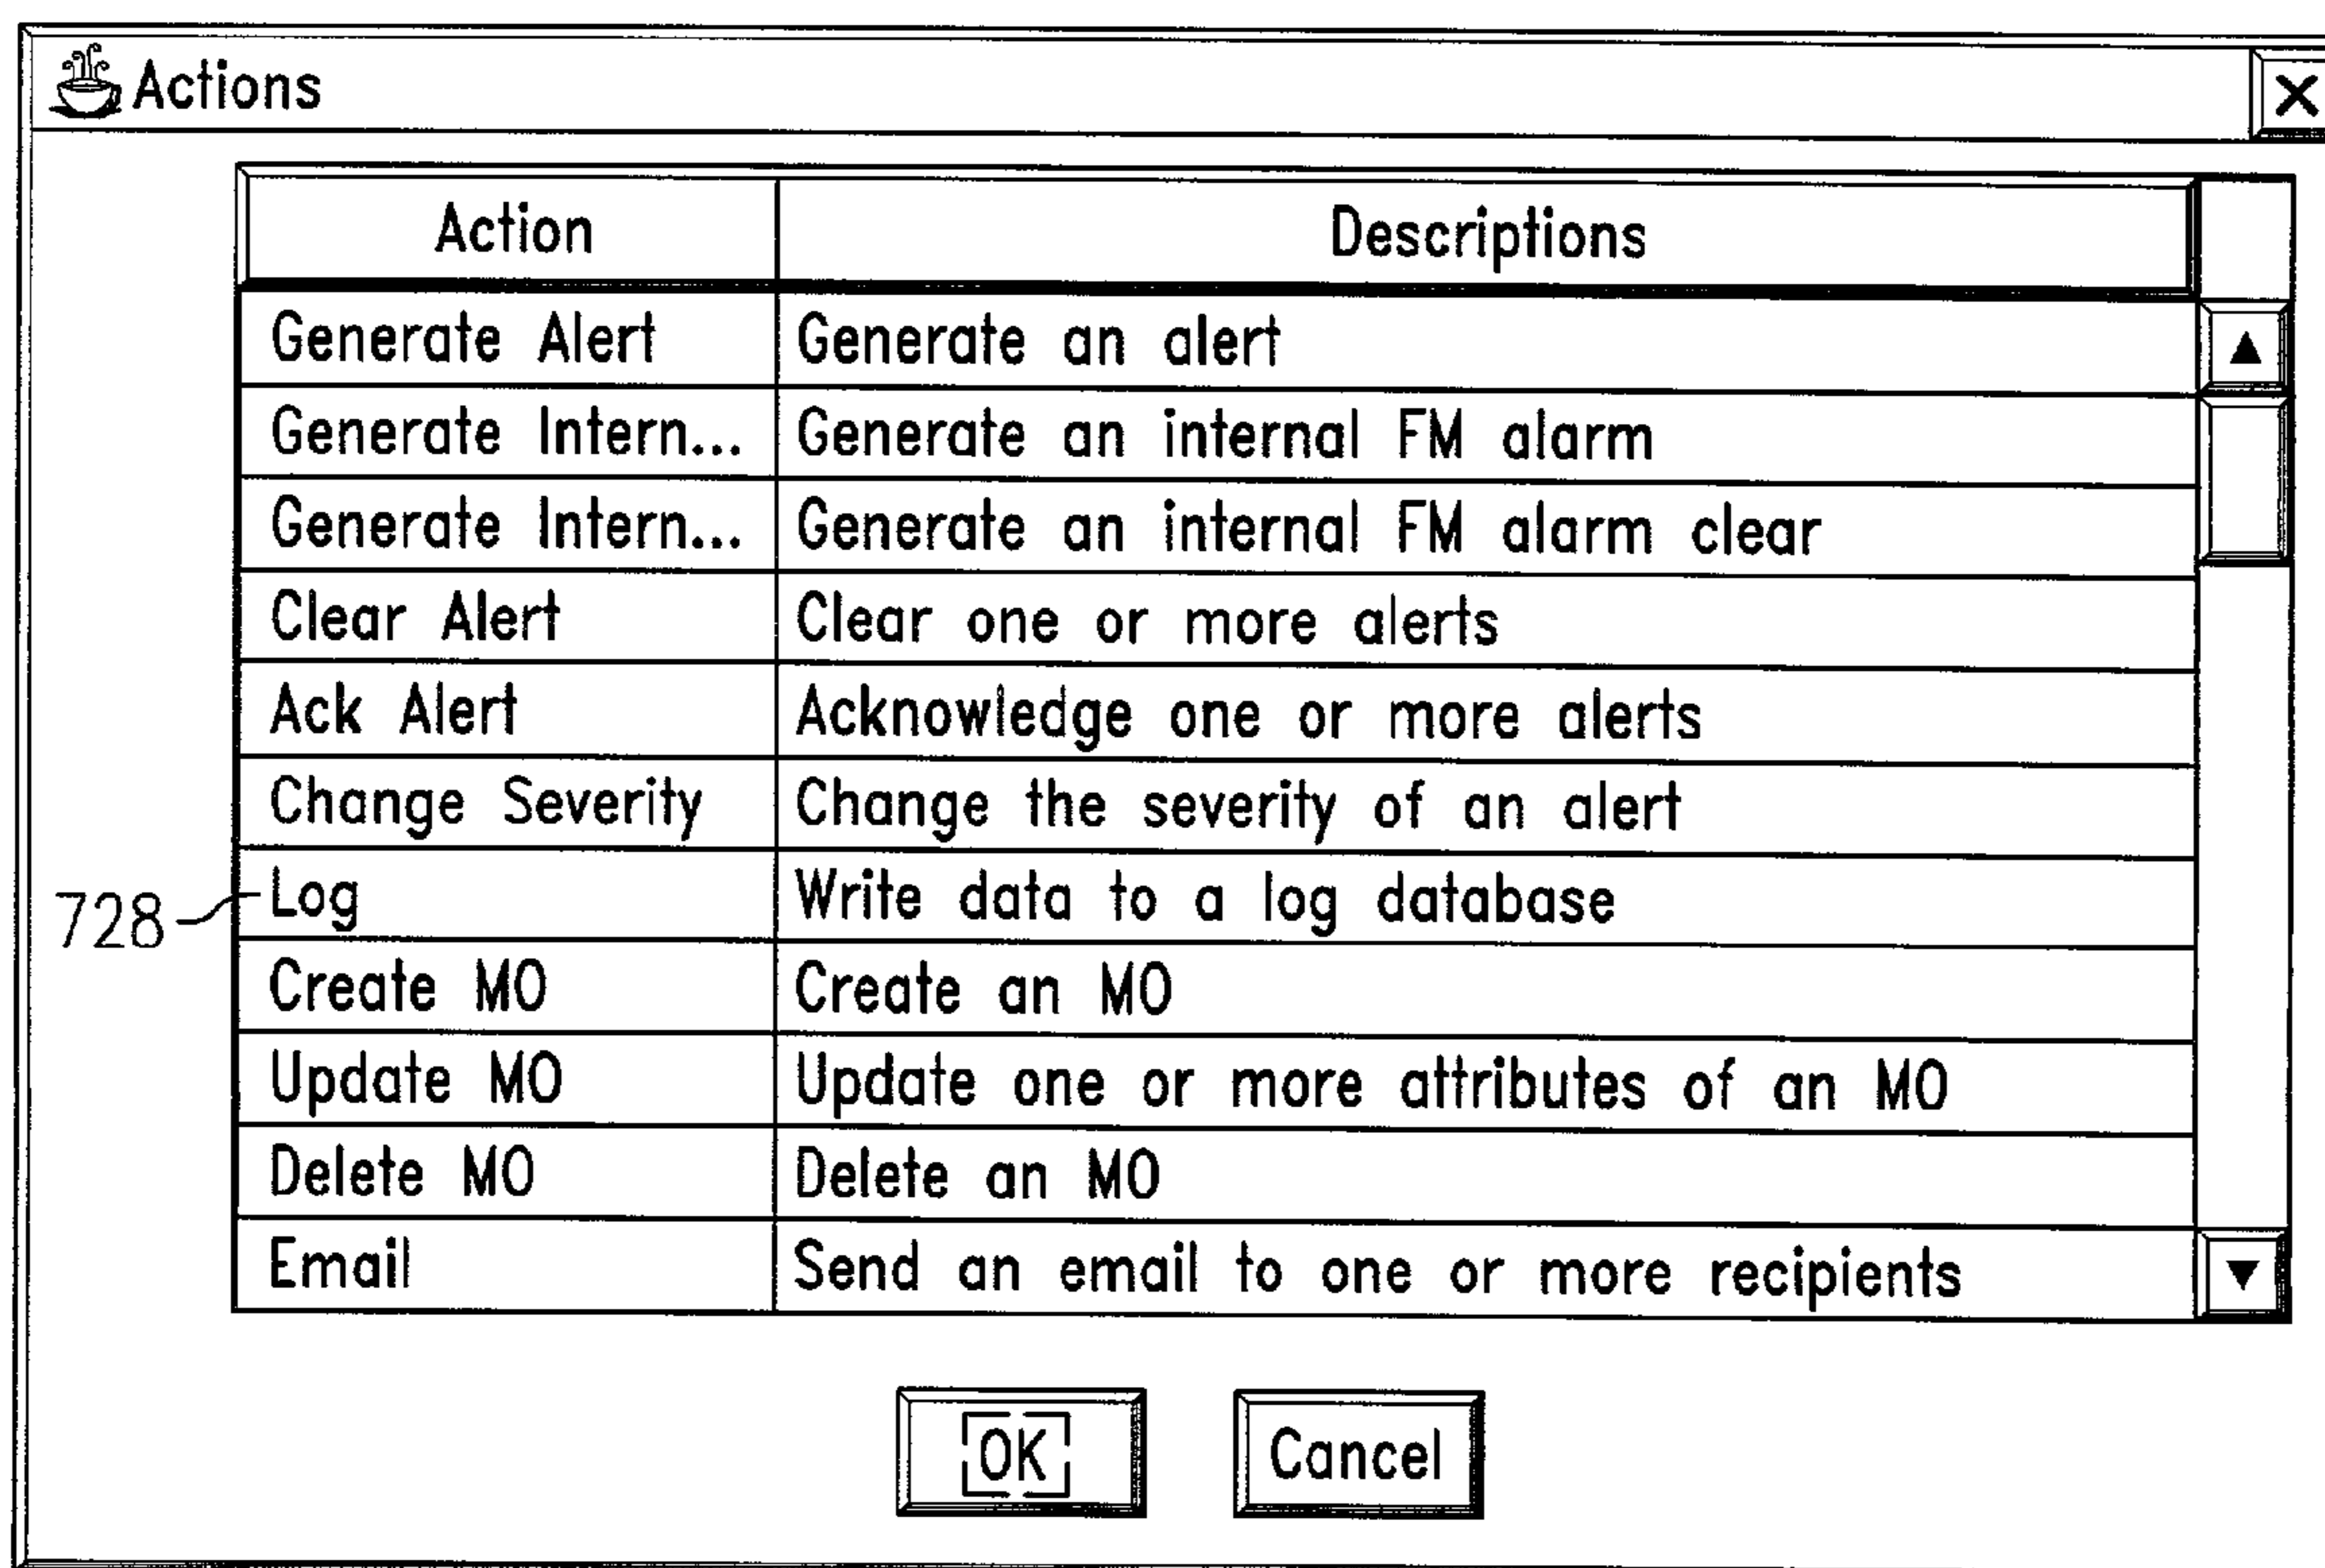 Actions
Action Descriptions
Generate Alert Generate an alert
Generate Intern... Generate an internal FM alarm
Generate Intern... Generate an internal FM alarm clear
Clear Alert Clear one or more alerts
Ack Alert Acknowledge one or more alerts
Change Severity Change the severity of an alert
728 Log Write data to a log database
Create MO Create an MO
Update MO Update one or more attributes of an MO
Delete MO Delete an MO
Email Send an email to one or more recipients
OK Cancel